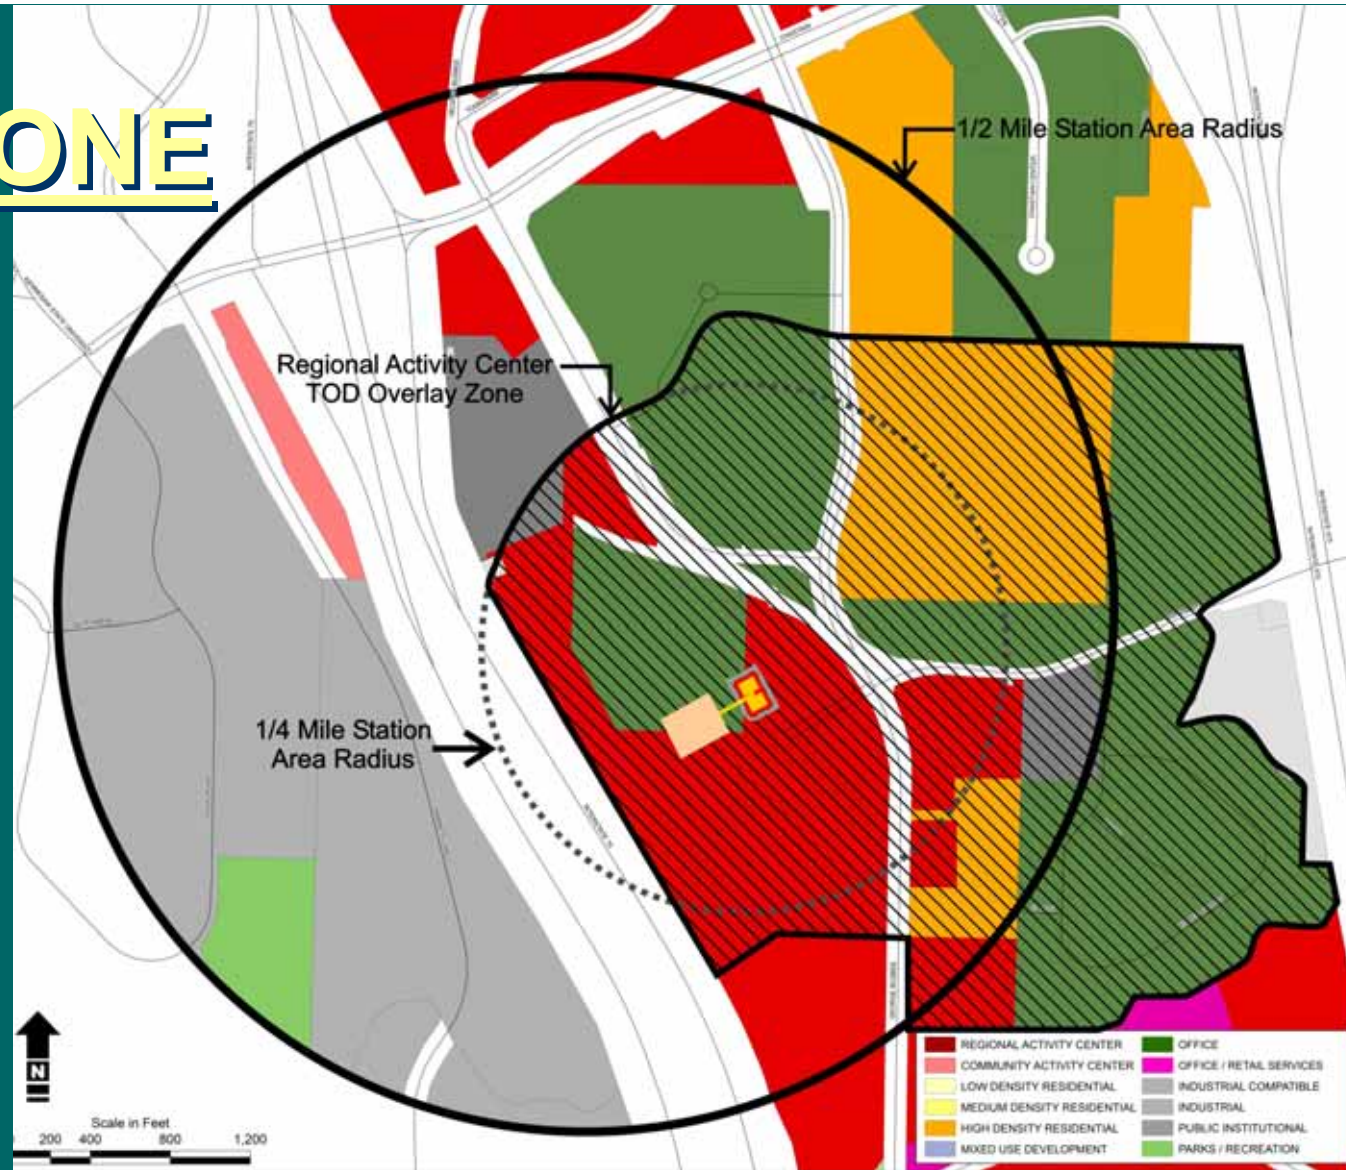 ONE
1/2 Mile Station Area Radius
Regional Activity Center
TOD Overlay Zone
1/4 Mile Station
Area Radius
N
Scale in Feet
200 400 800 1,200
REGIONAL ACTIVITY CENTER
COMMUNITY ACTIVITY CENTER
LOW DENSITY RESIDENTIAL
MEDIUM DENSITY RESIDENTIAL
HIGH DENSITY RESIDENTIAL
MIXED USE DEVELOPMENT
OFFICE
OFFICE / RETAIL SERVICES
INDUSTRIAL COMPATIBLE
INDUSTRIAL
PUBLIC INSTITUTIONAL
PARKS / RECREATION